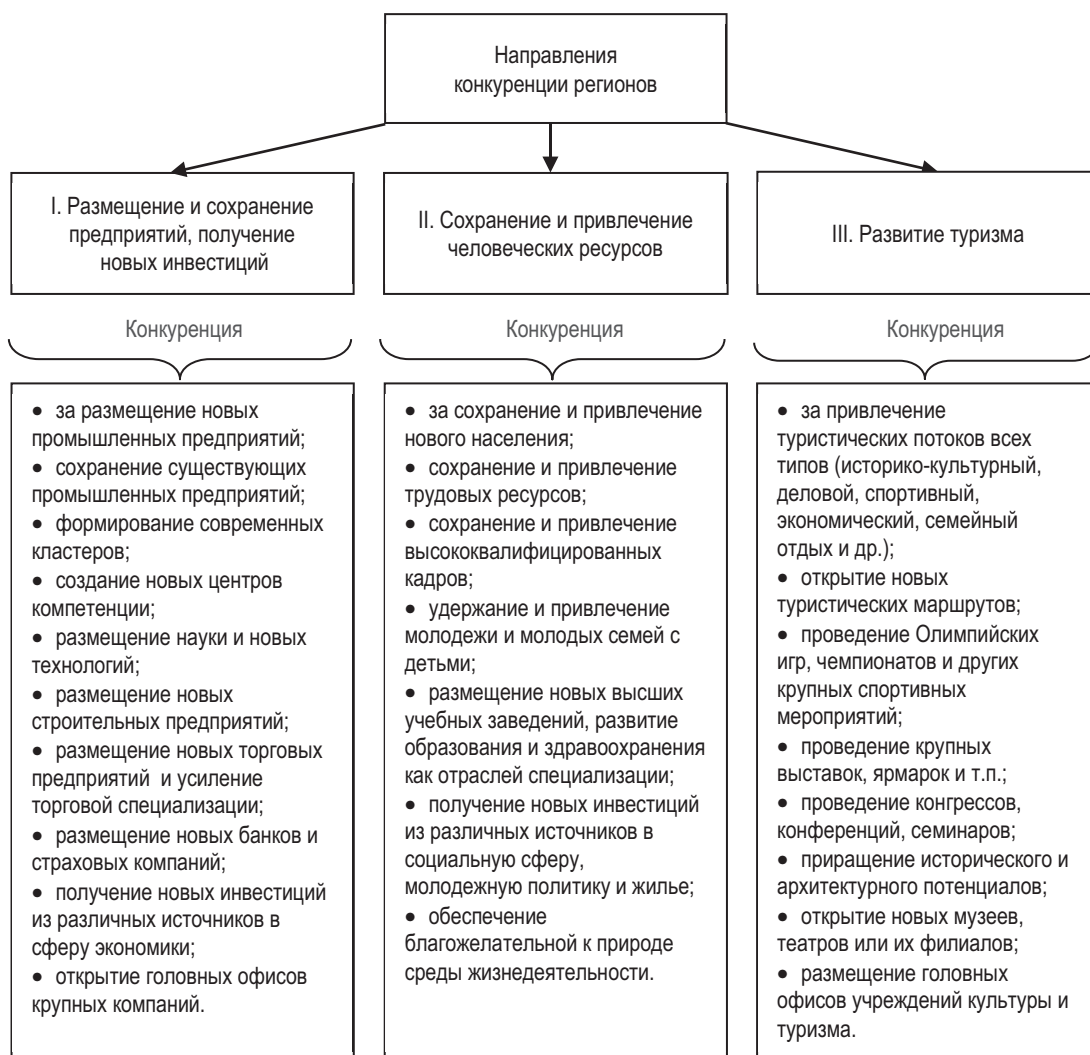 Направления
конкуренции регионов
I. Размещение и сохранение
предприятий, получение
новых инвестиций
II. Сохранение и привлечение
человеческих ресурсов
III. Развитие туризма
Конкуренция
Конкуренция
Конкуренция
• за размещение новых
промышленных предприятий;
• сохранение существующих
промышленных предприятий;
• формирование современных
кластеров;
• создание новых центров
компетенции;
• размещение науки и новых
технологий;
• размещение новых
строительных предприятий;
• размещение новых торговых
предприятий и усиление
торговой специализации;
• размещение новых банков и
страховых компаний;
• получение новых инвестиций
из различных источников в
сферу экономики;
• открытие головных офисов
крупных компаний.
• за сохранение и привлечение
нового населения;
• сохранение и привлечение
трудовых ресурсов;
• сохранение и привлечение
высококвалифицированных
кадров;
• удержание и привлечение
молодежи и молодых семей с
детьми;
• размещение новых высших
учебных заведений, развитие
образования и здравоохранения
как отраслей специализации;
• получение новых инвестиций
из различных источников в
социальную сферу,
молодежную политику и жилье;
• обеспечение
благожелательной к природе
среды жизнедеятельности.
• за привлечение
туристических потоков всех
типов (историко-культурный,
деловой, спортивный,
экономический, семейный
отдых и др.);
• открытие новых
туристических маршрутов;
• проведение Олимпийских
игр, чемпионатов и других
крупных спортивных
мероприятий;
• проведение крупных
выставок, ярмарок и т.п.;
• проведение конгрессов,
конференций, семинаров;
• приращение исторического и
архитектурного потенциалов;
• открытие новых музеев,
театров или их филиалов;
• размещение головных
офисов учреждений культуры и
туризма.